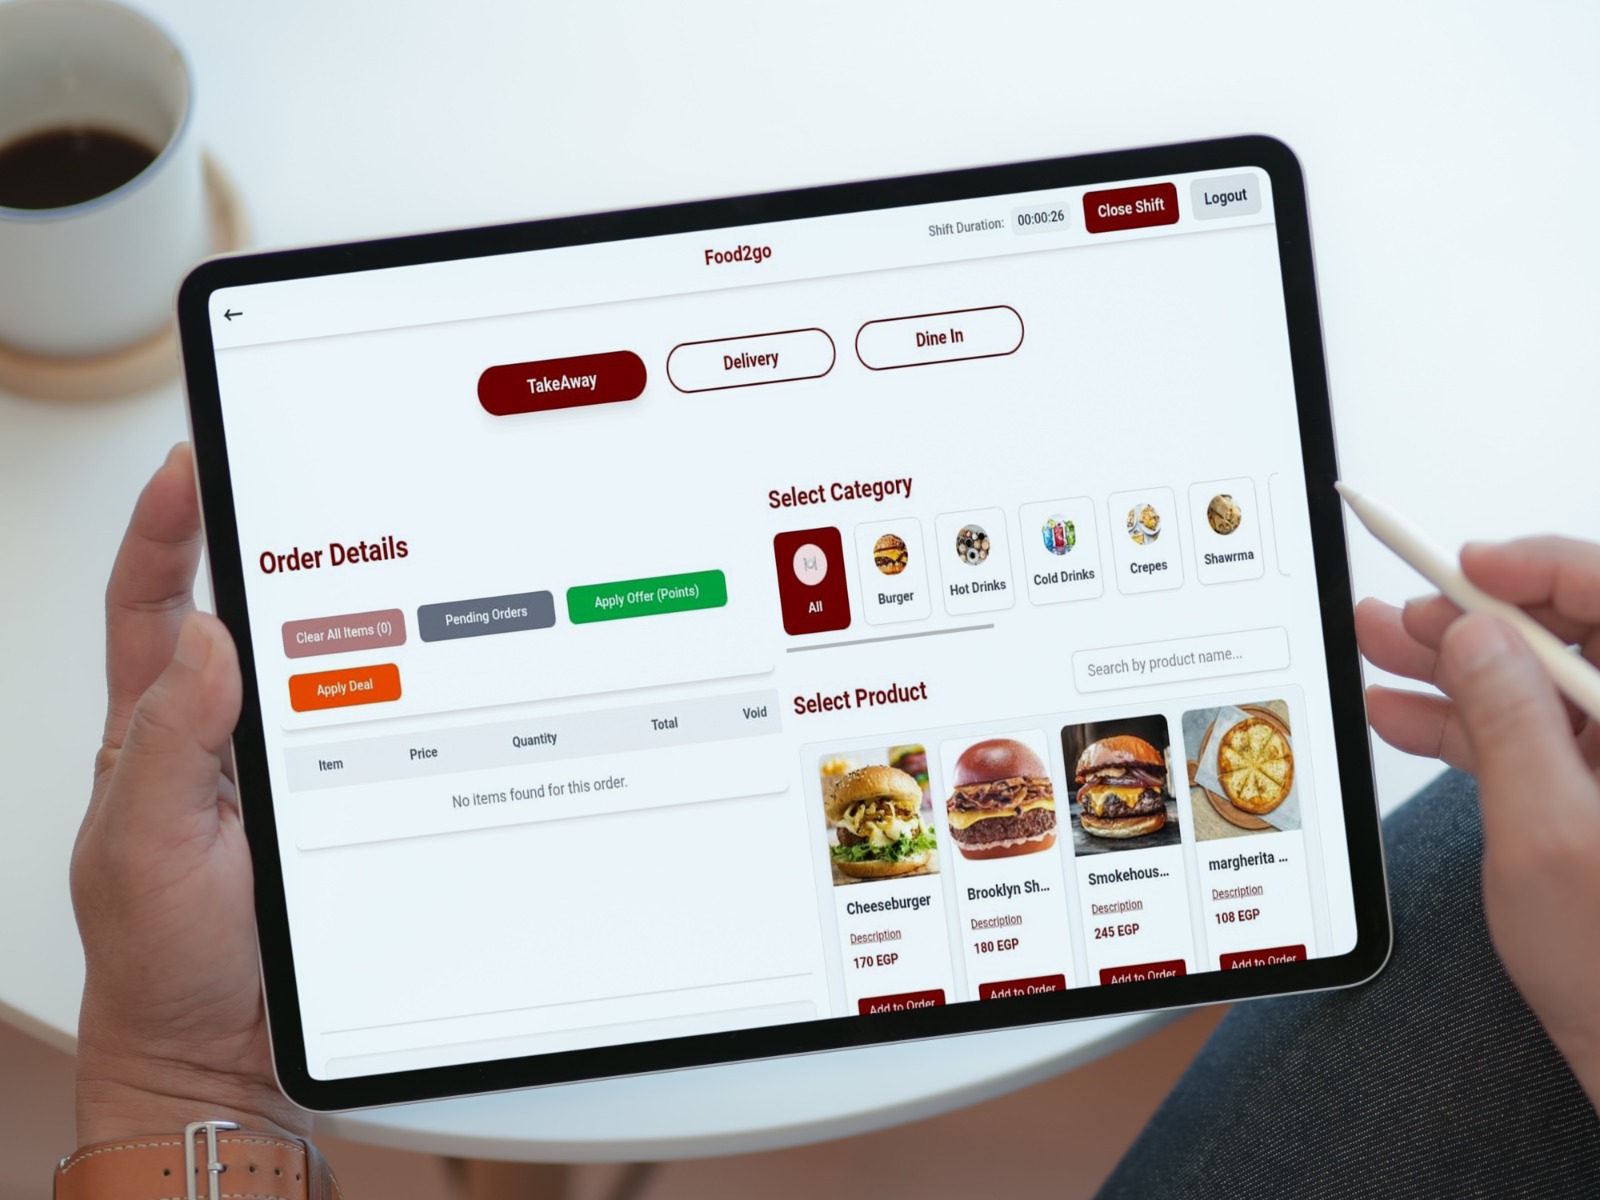 Food2go
Shift Duration: 00:00:26
Close Shift
Logout
TakeAway
Delivery
Dine In
Order Details
Clear All Items (0)
Pending Orders
Apply Offer (Points)
Apply Deal
Item Price Quantity Total Void
No items found for this order.
Select Category
All
Burger
Hot Drinks
Cold Drinks
Crepes
Shawrma
Select Product
Search by product name...
Cheeseburger
Description
170 EGP
Add to Order
Brooklyn Sh...
Description
180 EGP
Add to Order
Smokehous...
Description
245 EGP
Add to Order
margherita ...
Description
108 EGP
Add to Order